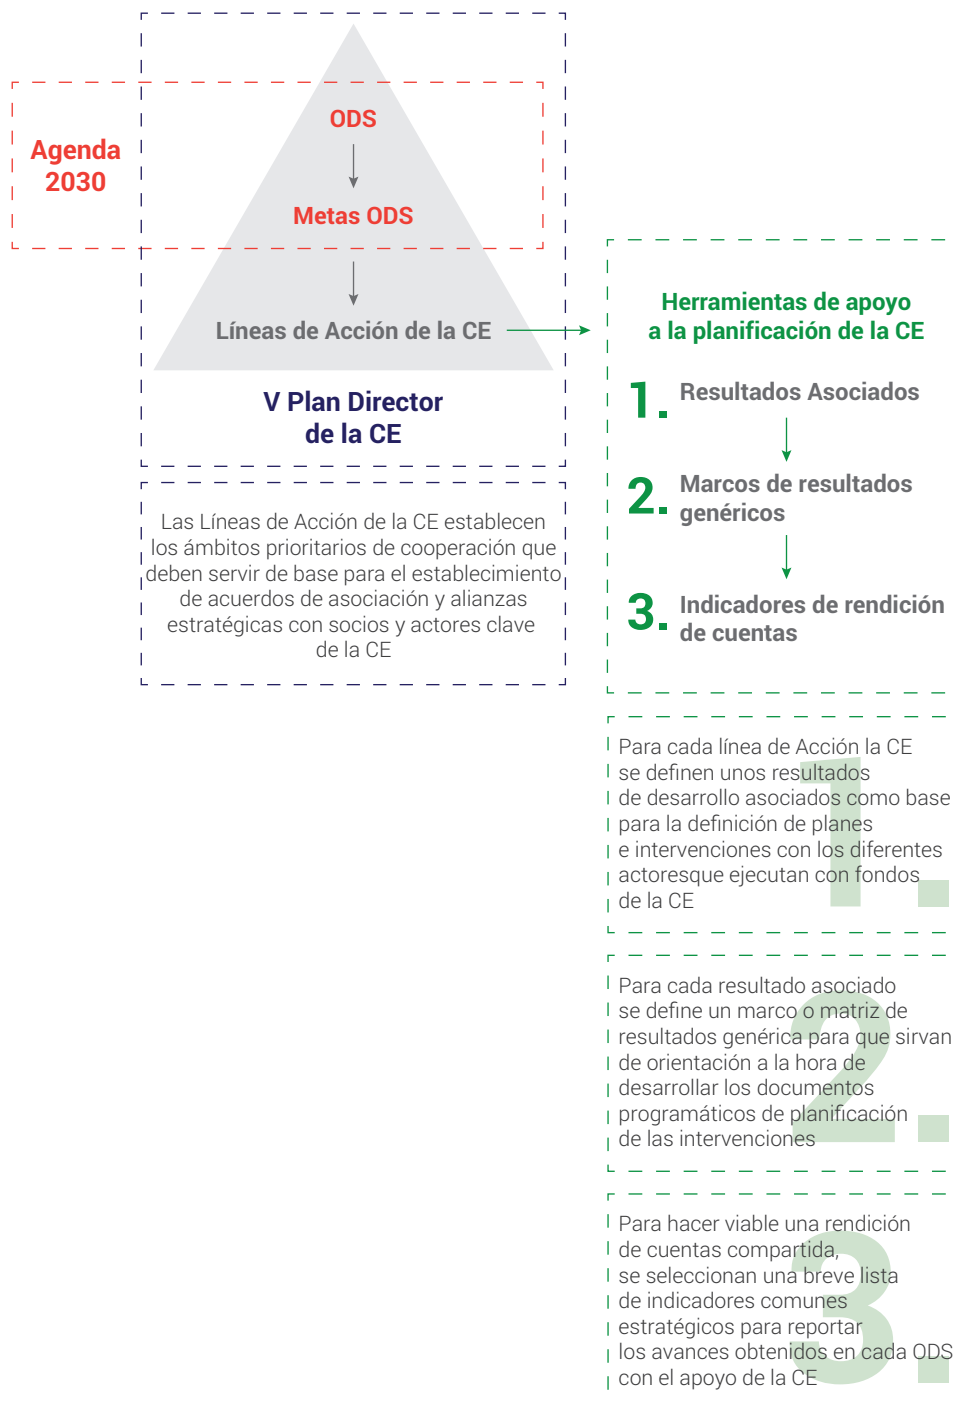 Agenda
2030
ODS
Metas ODS
Líneas de Acción de la CE
V Plan Director
de la CE
Las Líneas de Acción de la CE establecen
los ámbitos prioritarios de cooperación que
deben servir de base para el establecimiento
de acuerdos de asociación y alianzas
estratégicas con socios y actores clave
de la CE
Herramientas de apoyo
a la planificación de la CE
1. Resultados Asociados
2. Marcos de resultados
genéricos
3. Indicadores de rendición
de cuentas
1.
Para cada línea de Acción la CE
se definen unos resultados
de desarrollo asociados como base
para la definición de planes
e intervenciones con los diferentes
actoresque ejecutan con fondos
de la CE
2.
Para cada resultado asociado
se define un marco o matriz de
resultados genérica para que sirvan
de orientación a la hora de
desarrollar los documentos
programáticos de planificación
de las intervenciones
3.
Para hacer viable una rendición
de cuentas compartida,
se seleccionan una breve lista
de indicadores comunes
estratégicos para reportar
los avances obtenidos en cada ODS
con el apoyo de la CE